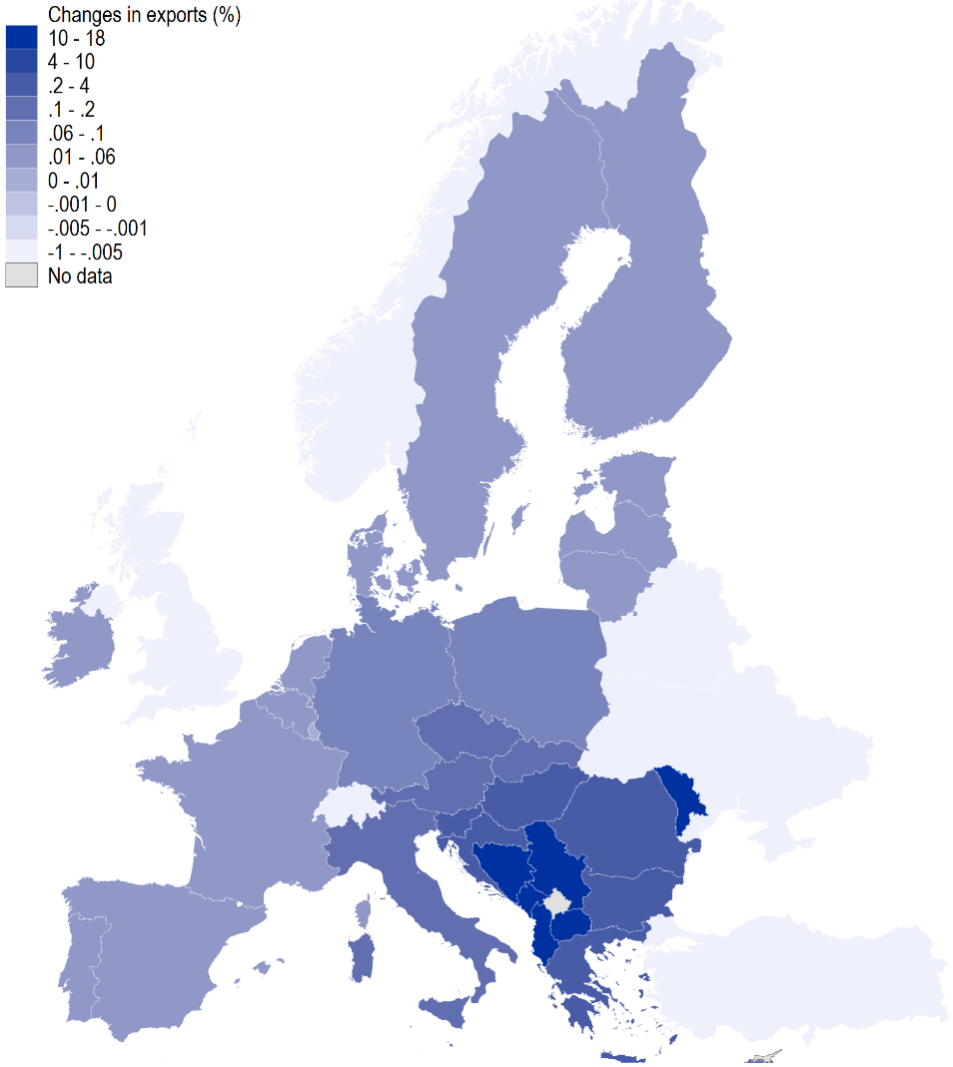 Changes in exports (%)
10 - 18
4 - 10
.2 - 4
.1 - .2
.06 - .1
.01 - .06
0 - .01
-.001 - 0
-.005 - -.001
-1 - -.005
No data